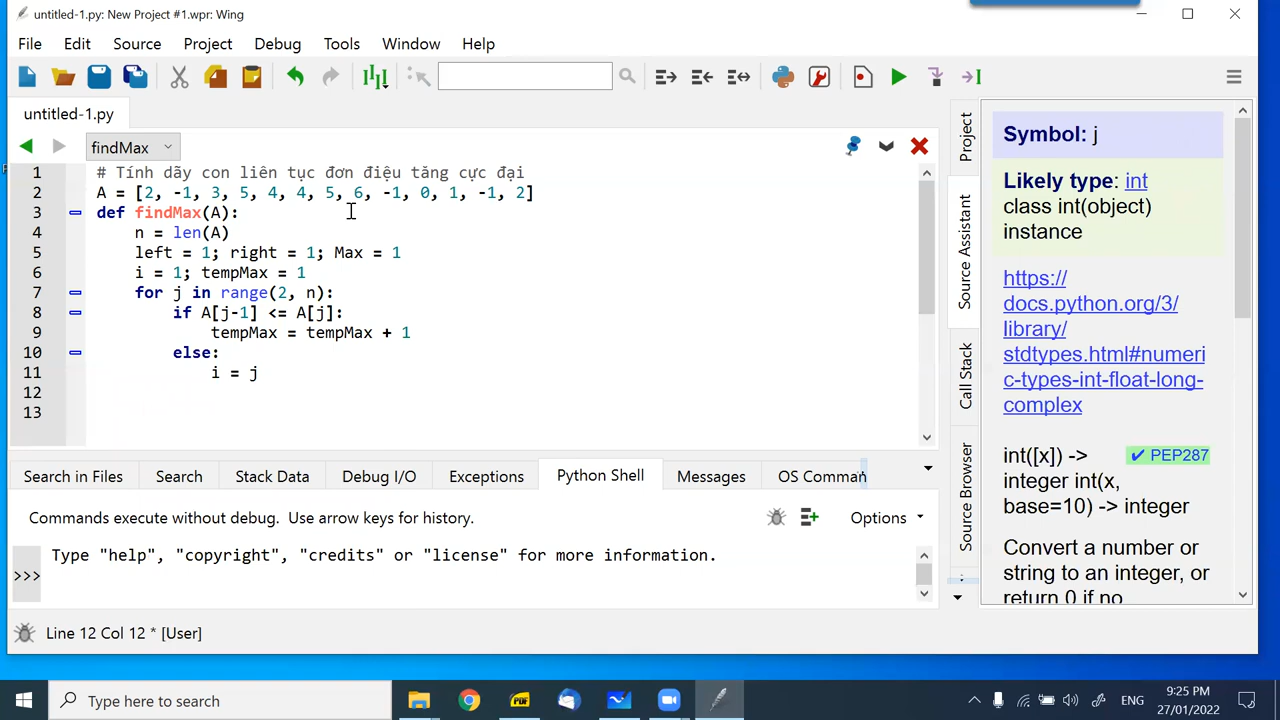 untitled-1.py: New Project #1.wpr: Wing
File Edit Source Project Debug Tools Window Help
untitled-1.py
findMax
1 # Tính dãy con liên tục đơn điệu tăng cực đại
2 A = [2, -1, 3, 5, 4, 4, 5, 6, -1, 0, 1, -1, 2]
3 def findMax(A):
4 n = len(A)
5 left = 1; right = 1; Max = 1
6 i = 1; tempMax = 1
7 for j in range(2, n):
8 if A[j-1] <= A[j]:
9 tempMax = tempMax + 1
10 else:
11 i = j
12
13
Project
Source Assistant
Call Stack
Source Browser
Symbol: j
Likely type: int
class int(object)
instance
https://
docs.python.org/3/
library/
stdtypes.html#numeri
c-types-int-float-long-
complex
int([x]) -> ✔ PEP287
integer int(x,
base=10) -> integer
Convert a number or
string to an integer, or
return 0 if no
Search in Files Search Stack Data Debug I/O Exceptions Python Shell Messages OS Comman
Commands execute without debug. Use arrow keys for history. Options
Type "help", "copyright", "credits" or "license" for more information.
>>>
Line 12 Col 12 * [User]
Type here to search
PDF
ENG
9:25 PM
27/01/2022